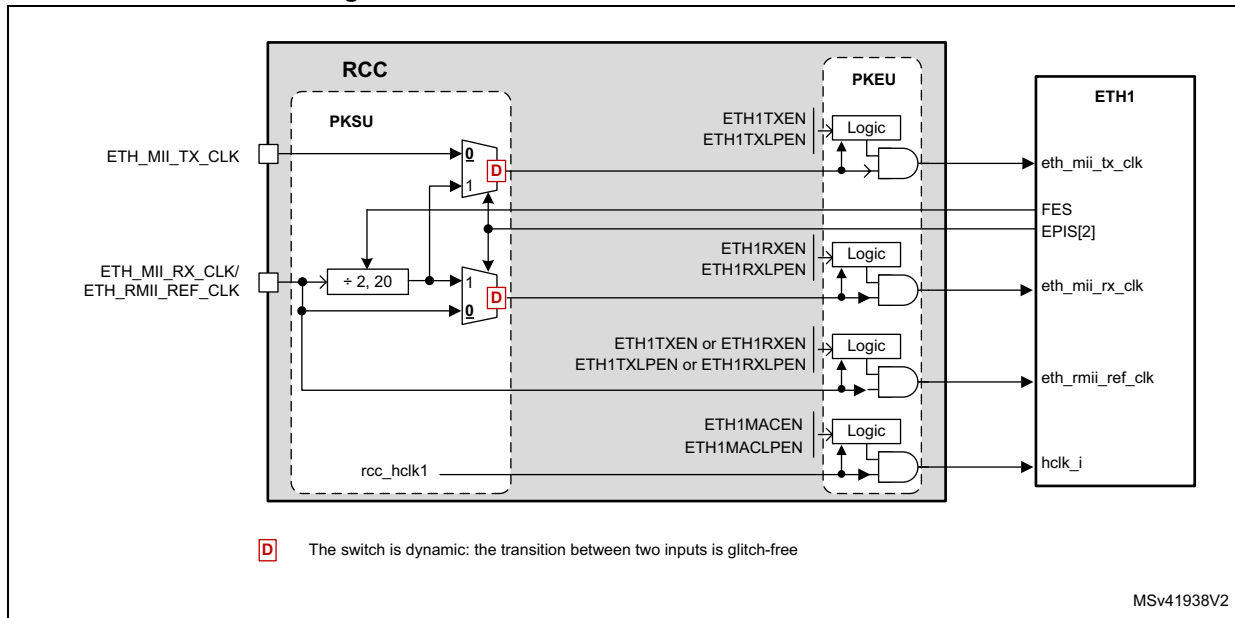 RCC
PKSU
PKEU
ETH1
ETH_MII_TX_CLK
0
D
1
ETH1TXEN
ETH1TXLPEN
Logic
eth_mii_tx_clk
FES
EPIS[2]
ETH_MII_RX_CLK/
ETH_RMII_REF_CLK
÷ 2, 20
1
D
0
ETH1RXEN
ETH1RXLPEN
Logic
eth_mii_rx_clk
ETH1TXEN or ETH1RXEN
ETH1TXLPEN or ETH1RXLPEN
Logic
eth_rmii_ref_clk
ETH1MACEN
ETH1MACLPEN
Logic
rcc_hclk1
hclk_i
D The switch is dynamic: the transition between two inputs is glitch-free
MSv41938V2